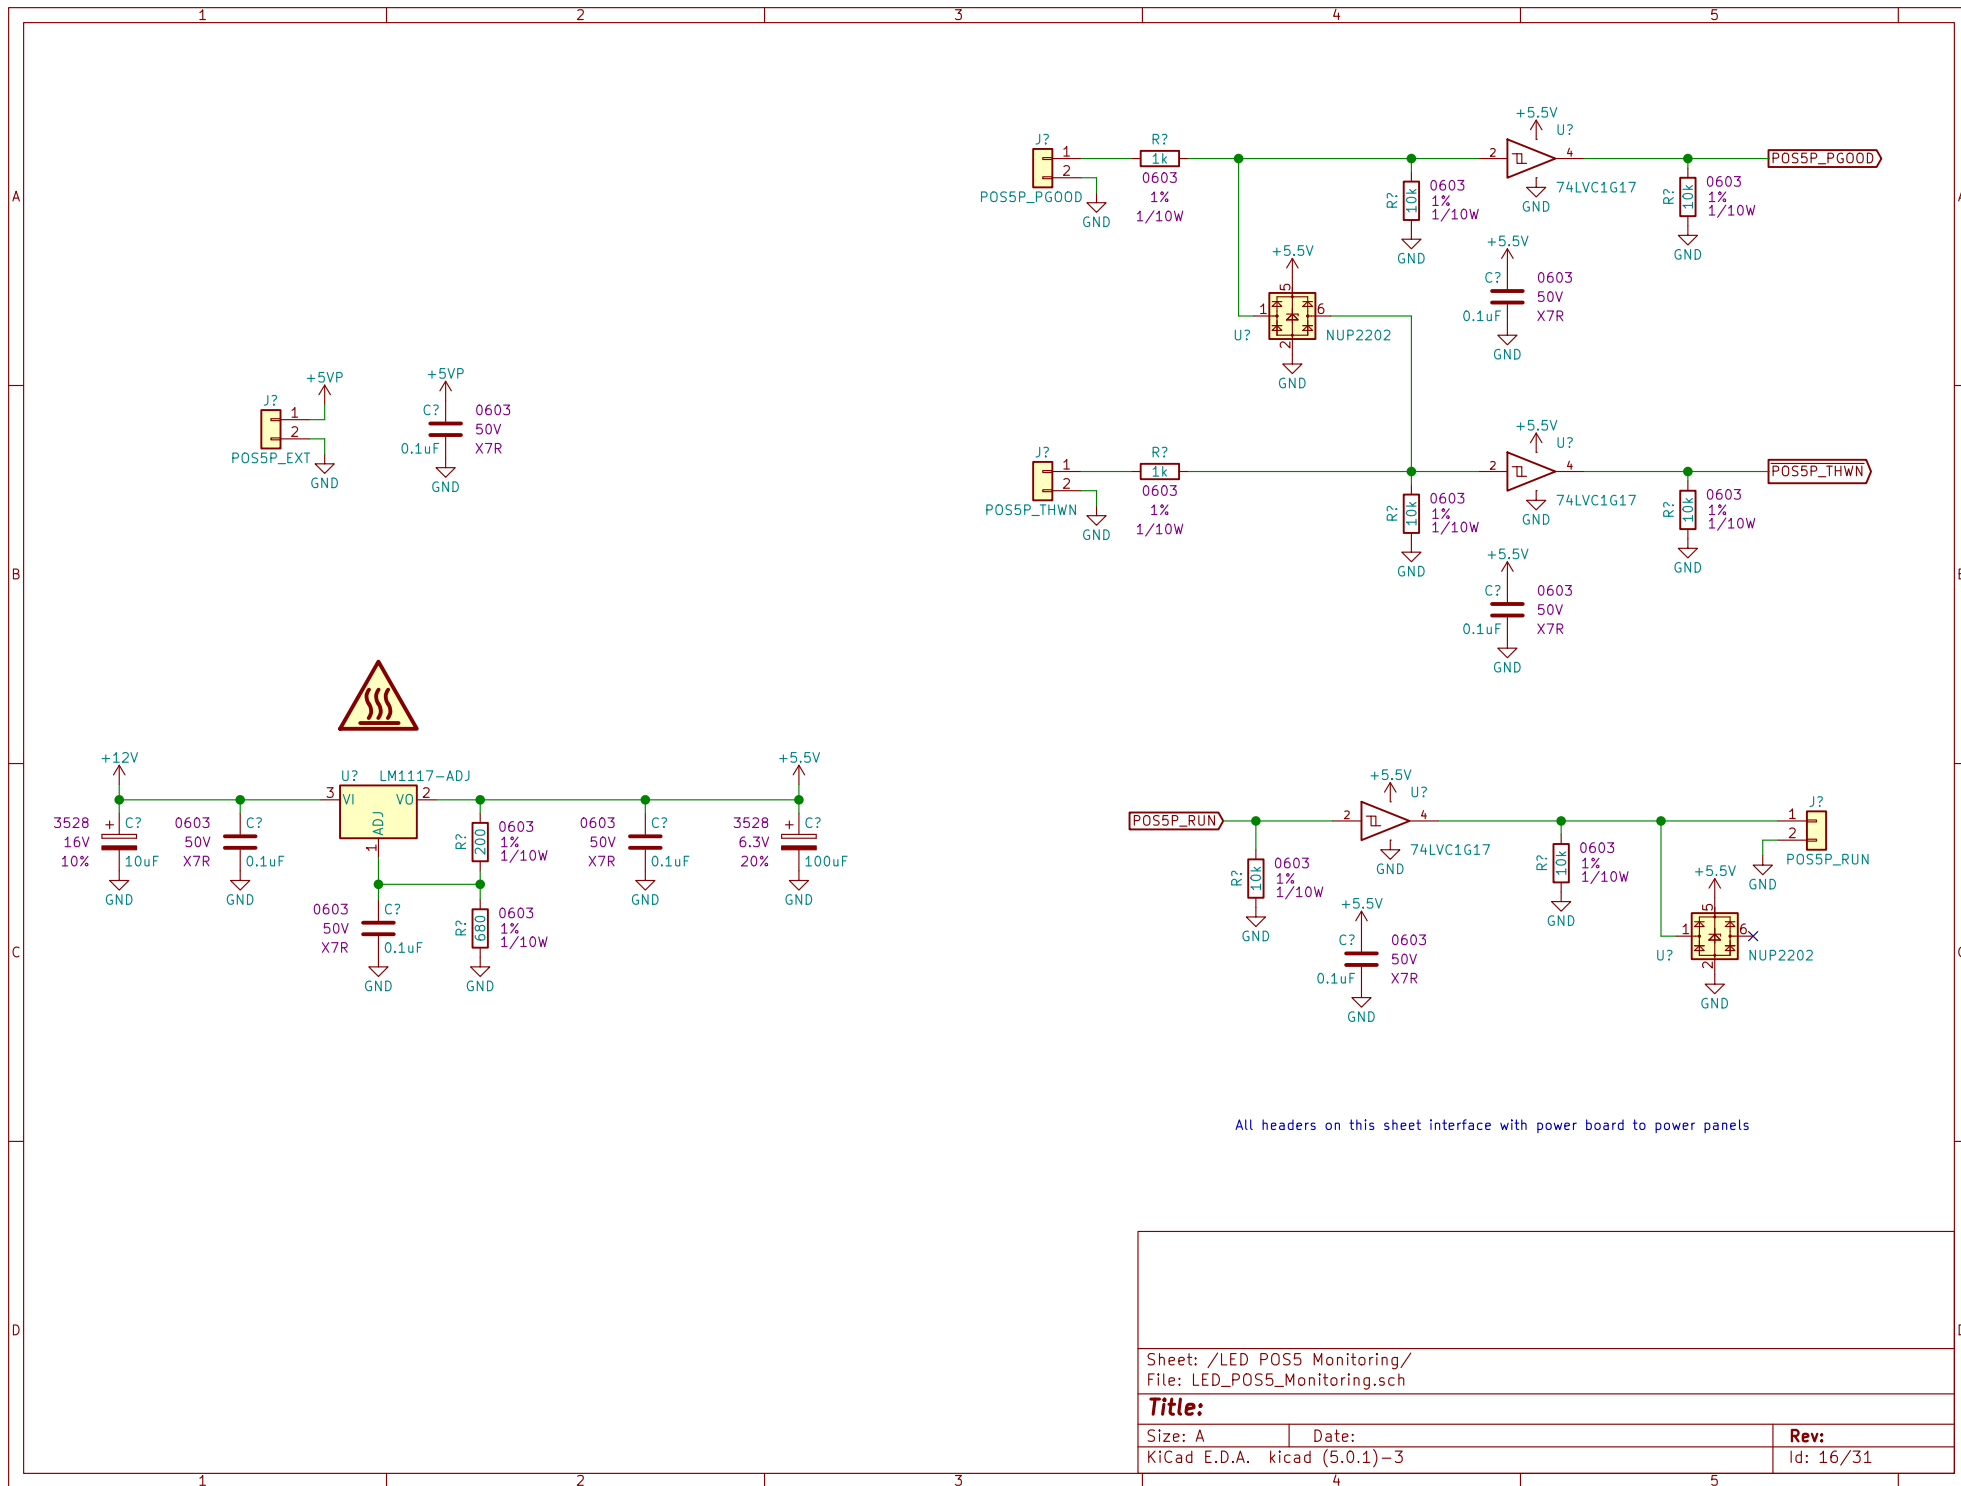 1 2 3 4 5
A
B
C
D
J?
1
2
POS5P_PGOOD
GND
R?
1k
0603
1%
1/10W
R?
10k
0603
1%
1/10W
GND
+5.5V
U?
2
4
74LVC1G17
GND
R?
10k
0603
1%
1/10W
GND
POS5P_PGOOD
+5.5V
5
1
6
2
U?
NUP2202
GND
+5.5V
C?
0.1uF
0603
50V
X7R
GND
J?
1
2
POS5P_EXT
+5VP
GND
+5VP
C?
0.1uF
0603
50V
X7R
GND
J?
1
2
POS5P_THWN
GND
R?
1k
0603
1%
1/10W
R?
10k
0603
1%
1/10W
GND
+5.5V
U?
2
4
74LVC1G17
GND
R?
10k
0603
1%
1/10W
GND
POS5P_THWN
+5.5V
C?
0.1uF
0603
50V
X7R
GND
+12V
3528
16V
10%
+
C?
10uF
GND
0603
50V
X7R
C?
0.1uF
GND
U?
LM1117-ADJ
3
VI
VO
2
ADJ
1
0603
50V
X7R
C?
0.1uF
GND
R?
200
0603
1%
1/10W
R?
680
0603
1%
1/10W
GND
0603
50V
X7R
C?
0.1uF
GND
+5.5V
3528
6.3V
20%
+
C?
100uF
GND
POS5P_RUN
R?
10k
0603
1%
1/10W
GND
+5.5V
U?
2
4
74LVC1G17
GND
+5.5V
C?
0.1uF
0603
50V
X7R
GND
R?
10k
0603
1%
1/10W
GND
J?
1
2
POS5P_RUN
GND
+5.5V
5
1
6
2
U?
NUP2202
GND
All headers on this sheet interface with power board to power panels
Sheet: /LED POS5 Monitoring/
File: LED_POS5_Monitoring.sch
Title:
Size: A Date: Rev:
KiCad E.D.A. kicad (5.0.1)-3 Id: 16/31
1 2 3 4 5